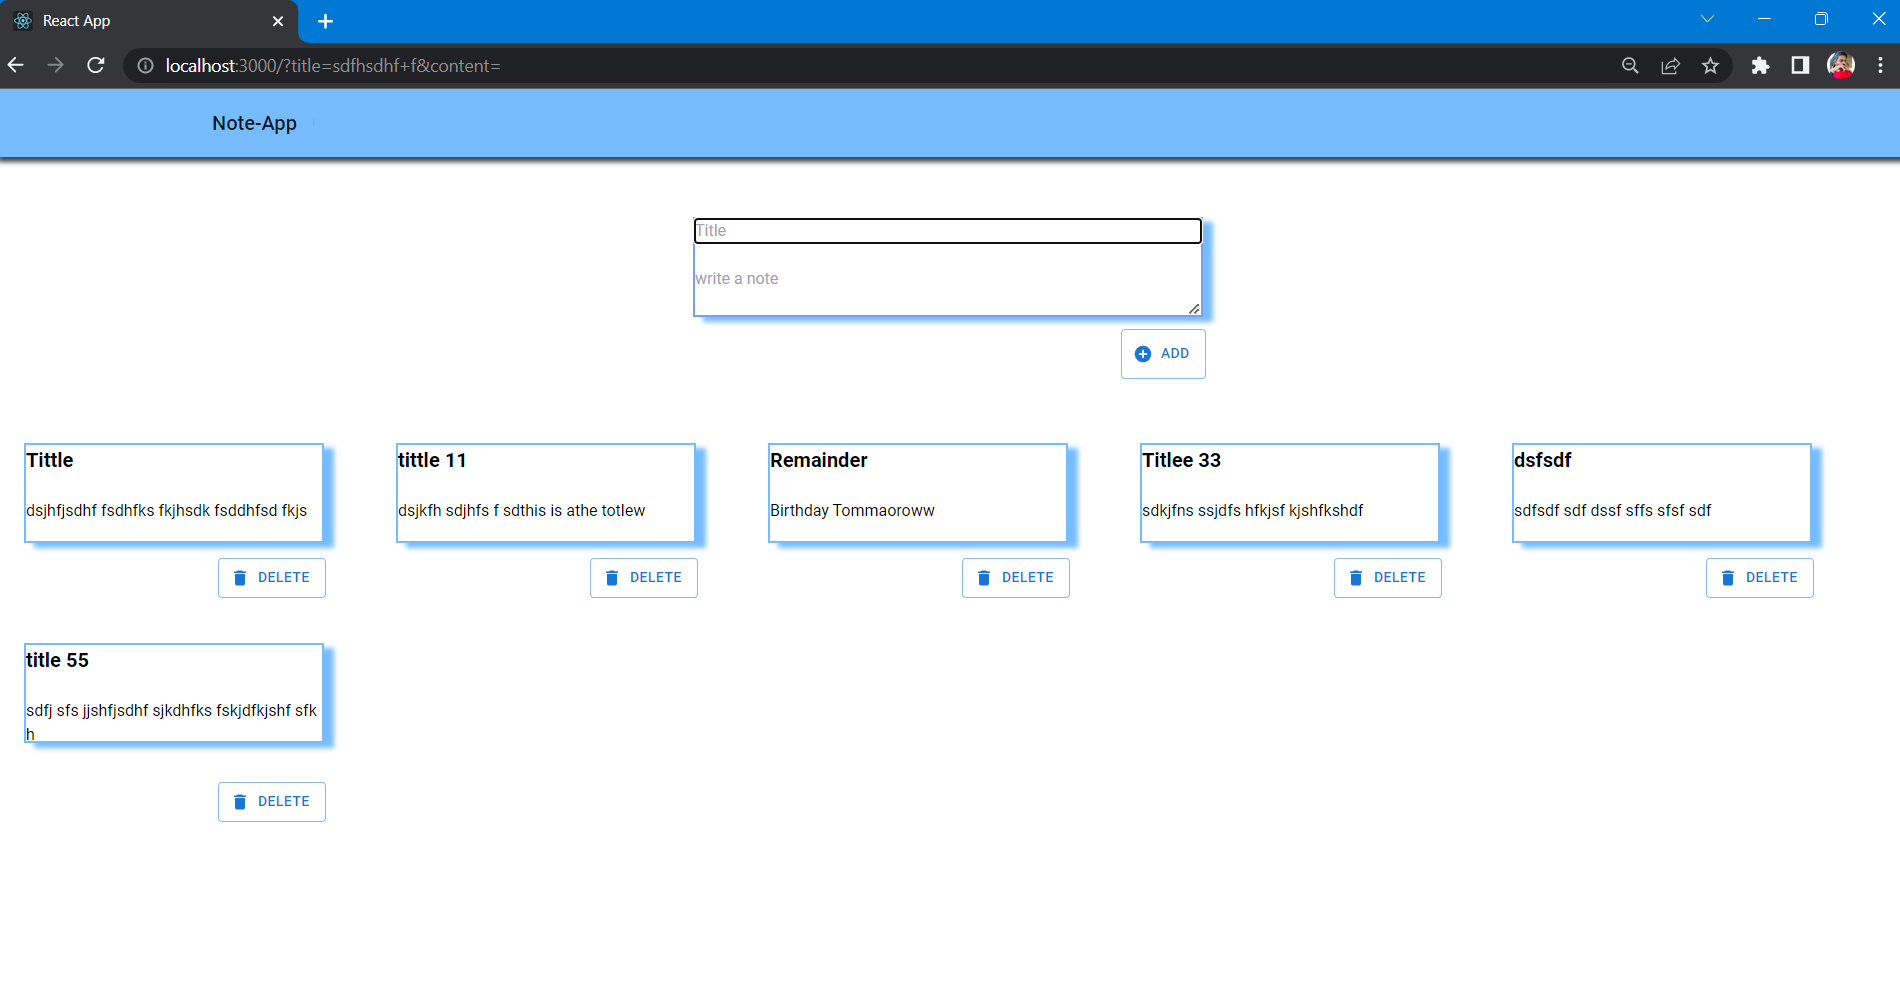 React App
localhost:3000/?title=sdfhsdhf+f&content=
Note-App
Title
write a note
ADD
Tittle
dsjhfjsdhf fsdhfks fkjhsdk fsddhfsd fkjs
DELETE
tittle 11
dsjkfh sdjhfs f sdthis is athe totlew
DELETE
Remainder
Birthday Tommaoroww
DELETE
Titlee 33
sdkjfns ssjdfs hfkjsf kjshfkshdf
DELETE
dsfsdf
sdfsdf sdf dssf sffs sfsf sdf
DELETE
title 55
sdfj sfs jjshfjsdhf sjkdhfks fskjdfkjshf sfk
h
DELETE